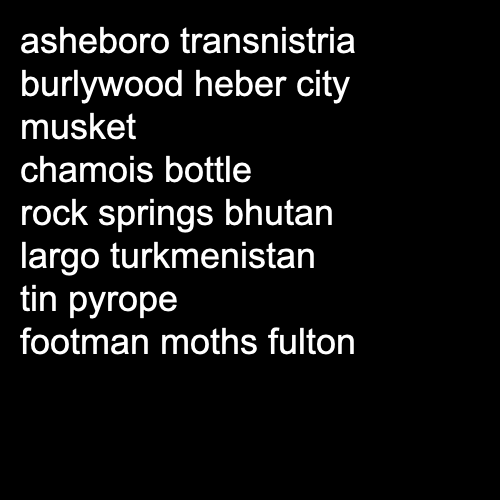 asheboro transnistria
burlywood heber city
musket
chamois bottle
rock springs bhutan
largo turkmenistan
tin pyrope
footman moths fulton